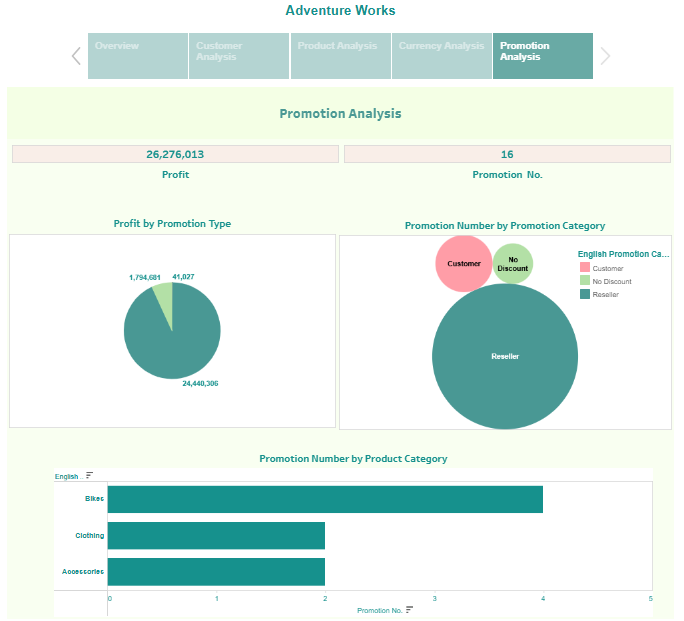 Adventure Works
Overview
Customer
Analysis
Product Analysis
Currency Analysis
Promotion
Analysis
Promotion Analysis
26,276,013
16
Profit
Promotion No.
Profit by Promotion Type
Promotion Number by Promotion Category
1,794,681
41,027
24,440,306
Customer
No
Discount
Reseller
English Promotion Ca...
Customer
No Discount
Reseller
Promotion Number by Product Category
English ..
Bikes
Clothing
Accessories
0
1
2
3
4
5
Promotion No.